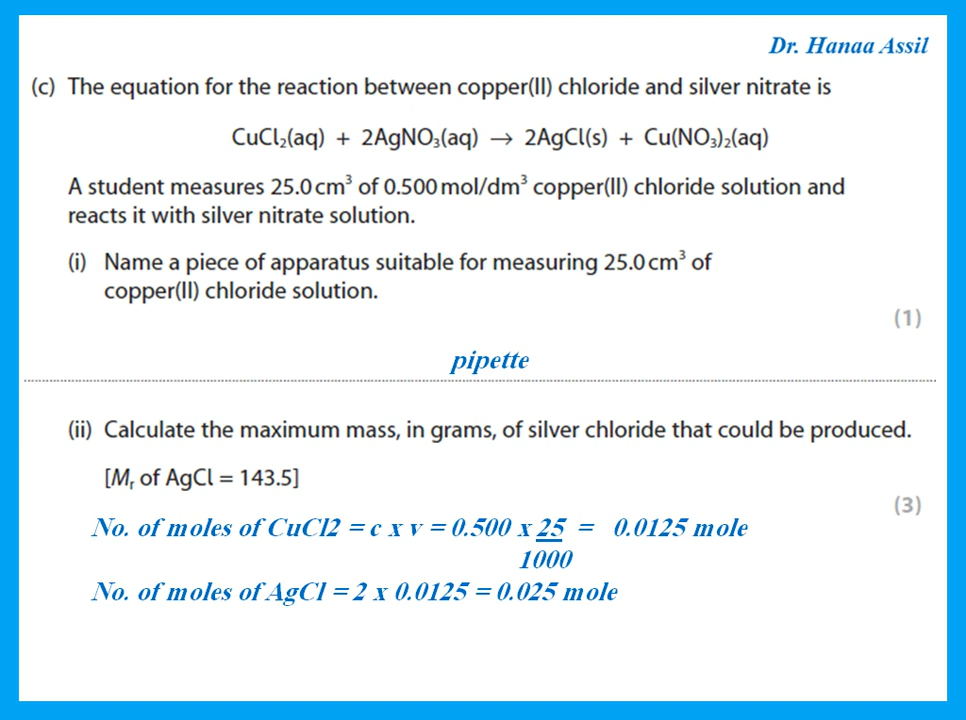 Dr. Hanaa Assil
(c) The equation for the reaction between copper(II) chloride and silver nitrate is
CuCl₂(aq) + 2AgNO₃(aq) → 2AgCl(s) + Cu(NO₃)₂(aq)
A student measures 25.0 cm³ of 0.500 mol/dm³ copper(II) chloride solution and
reacts it with silver nitrate solution.
(i) Name a piece of apparatus suitable for measuring 25.0 cm³ of
copper(II) chloride solution.
(1)
pipette
(ii) Calculate the maximum mass, in grams, of silver chloride that could be produced.
[Mᵣ of AgCl = 143.5]
(3)
No. of moles of CuCl2 = c x v = 0.500 x 25 = 0.0125 mole
1000
No. of moles of AgCl = 2 x 0.0125 = 0.025 mole